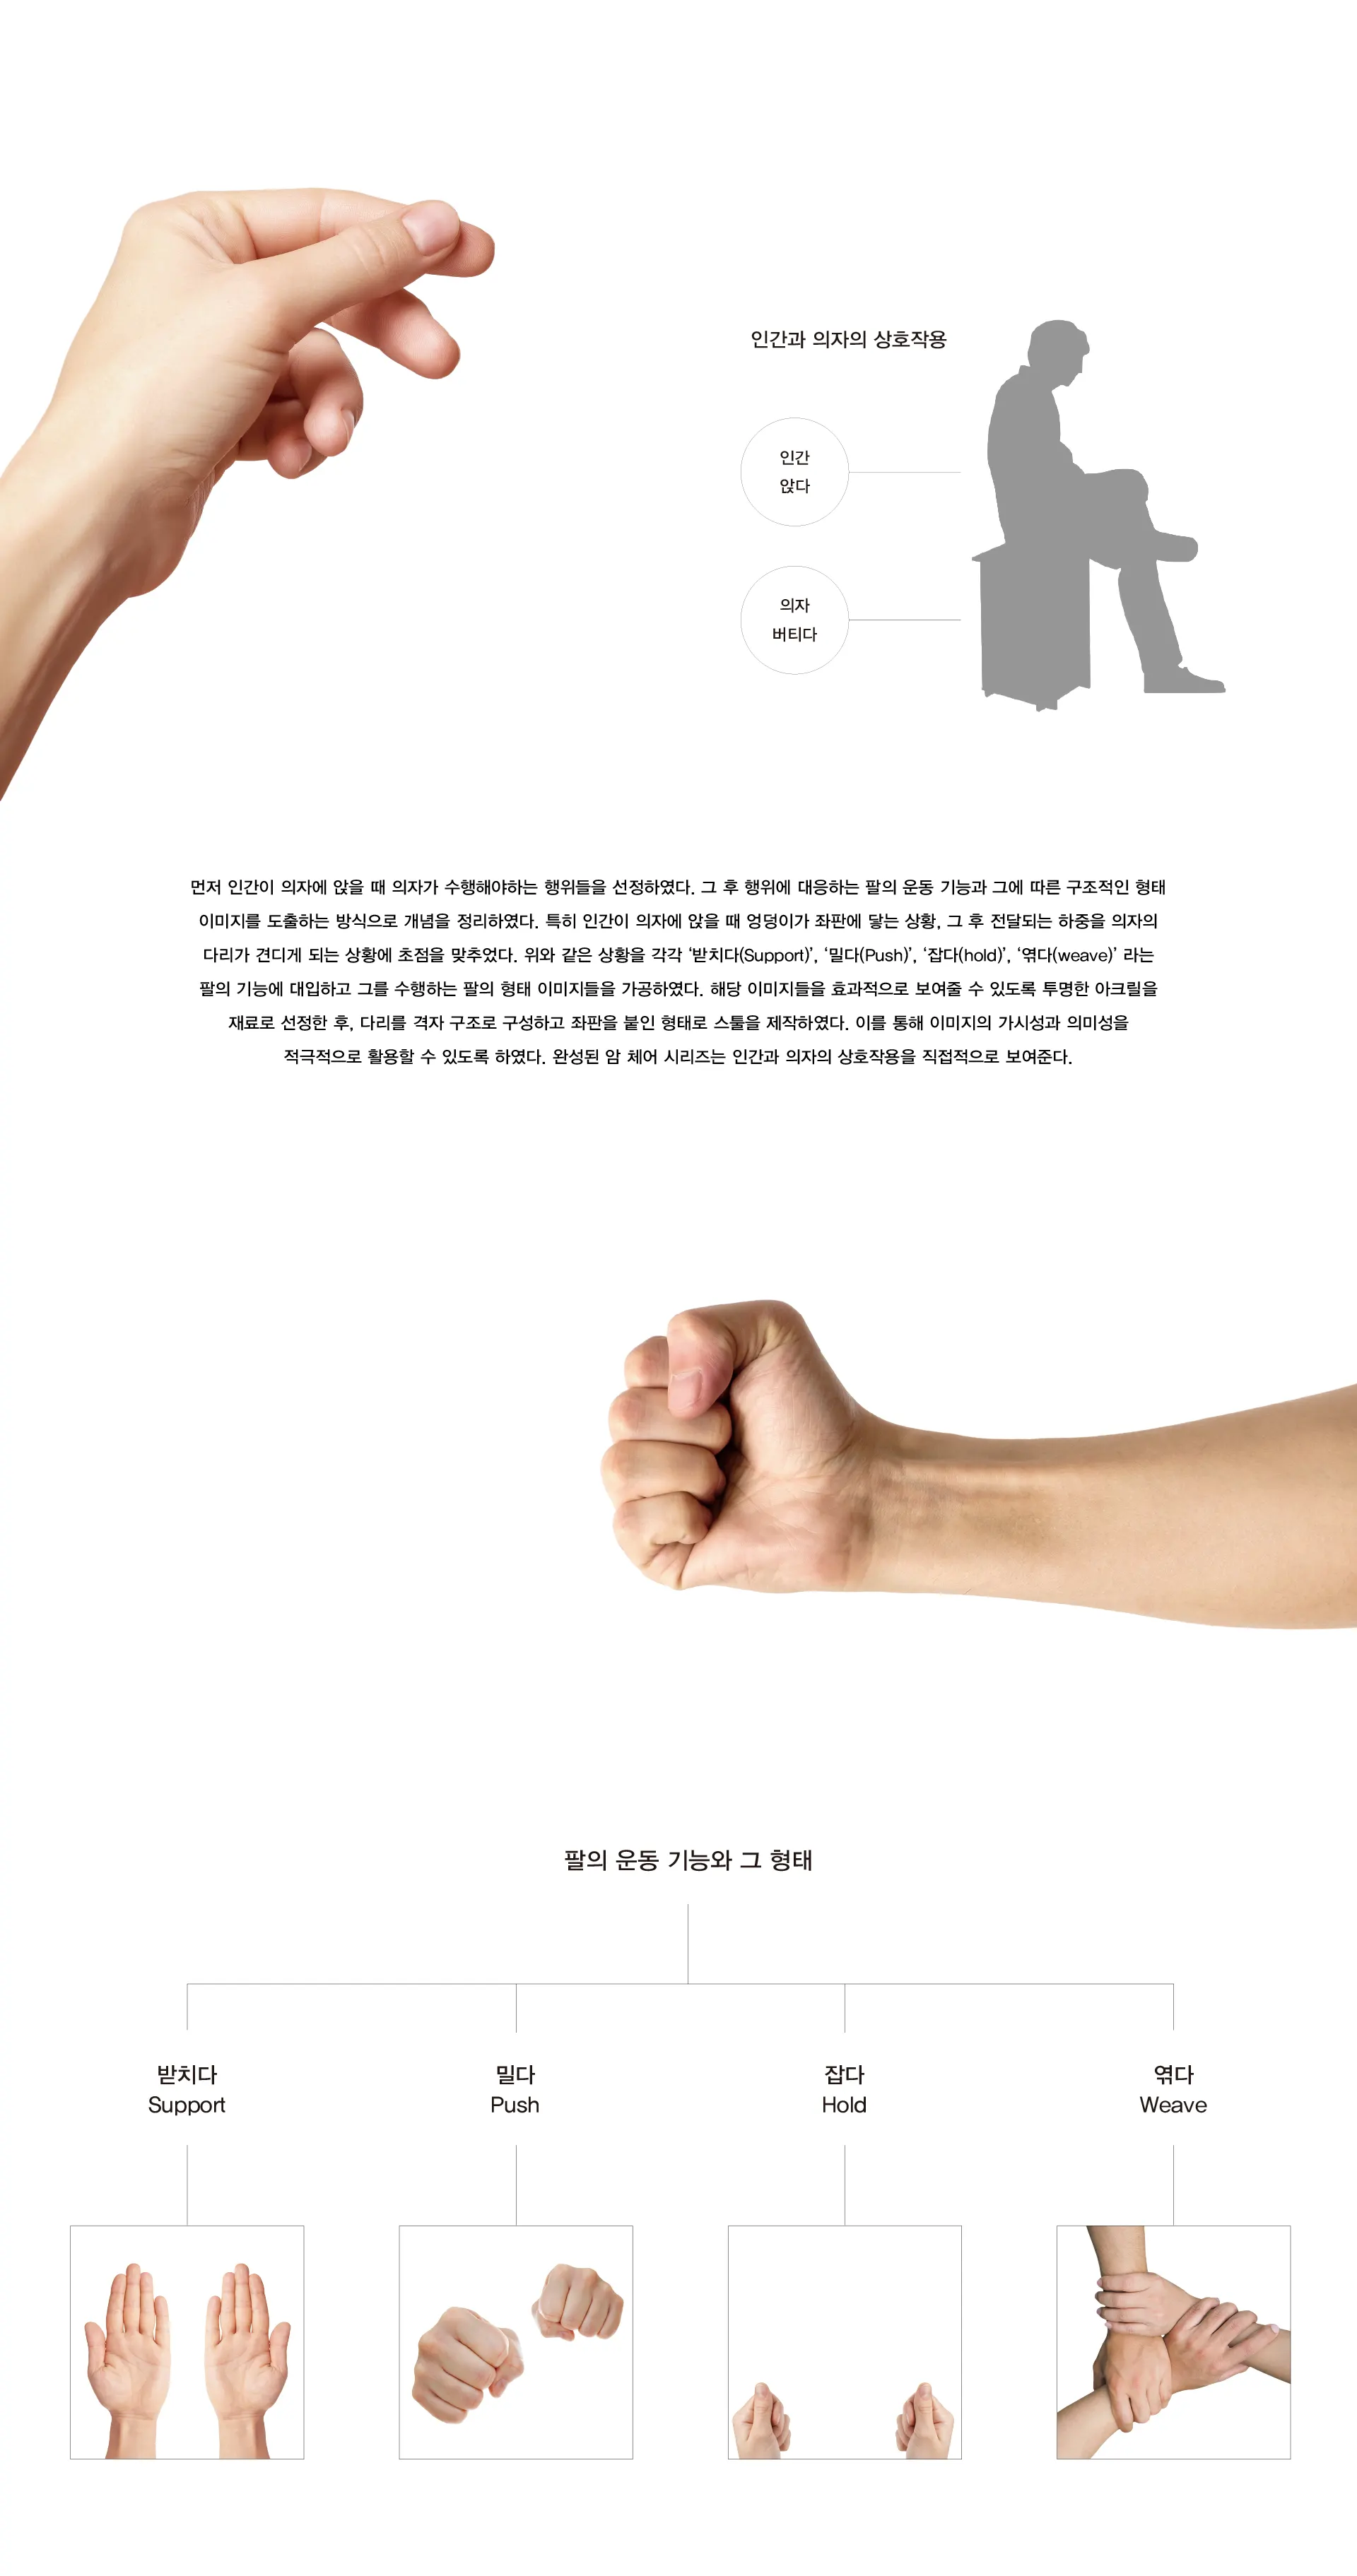 인간과 의자의 상호작용
인간
앉다
의자
버티다
먼저 인간이 의자에 앉을 때 의자가 수행해야하는 행위들을 선정하였다. 그 후 행위에 대응하는 팔의 운동 기능과 그에 따른 구조적인 형태
이미지를 도출하는 방식으로 개념을 정리하였다. 특히 인간이 의자에 앉을 때 엉덩이가 좌판에 닿는 상황, 그 후 전달되는 하중을 의자의
다리가 견디게 되는 상황에 초점을 맞추었다. 위와 같은 상황을 각각 ‘받치다(Support)’, ‘밀다(Push)’, ‘잡다(hold)’, ‘엮다(weave)’ 라는
팔의 기능에 대입하고 그를 수행하는 팔의 형태 이미지들을 가공하였다. 해당 이미지들을 효과적으로 보여줄 수 있도록 투명한 아크릴을
재료로 선정한 후, 다리를 격자 구조로 구성하고 좌판을 붙인 형태로 스툴을 제작하였다. 이를 통해 이미지의 가시성과 의미성을
적극적으로 활용할 수 있도록 하였다. 완성된 암 체어 시리즈는 인간과 의자의 상호작용을 직접적으로 보여준다.
팔의 운동 기능와 그 형태
받치다
Support
밀다
Push
잡다
Hold
엮다
Weave